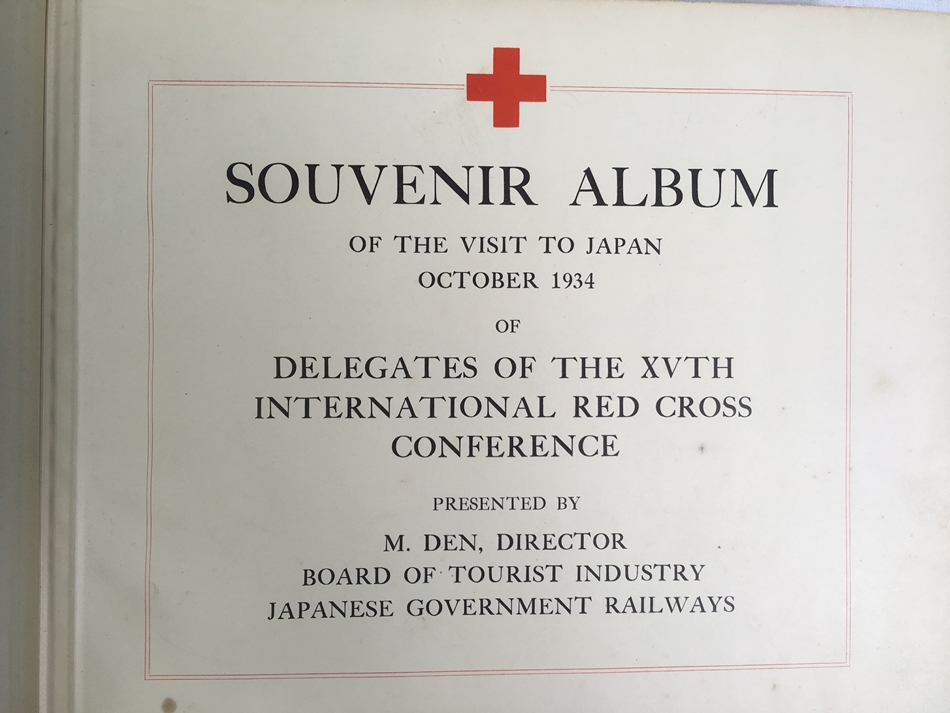 SOUVENIR ALBUM
OF THE VISIT TO JAPAN
OCTOBER 1934
OF
DELEGATES OF THE XVTH
INTERNATIONAL RED CROSS
CONFERENCE
PRESENTED BY
M. DEN, DIRECTOR
BOARD OF TOURIST INDUSTRY
JAPANESE GOVERNMENT RAILWAYS